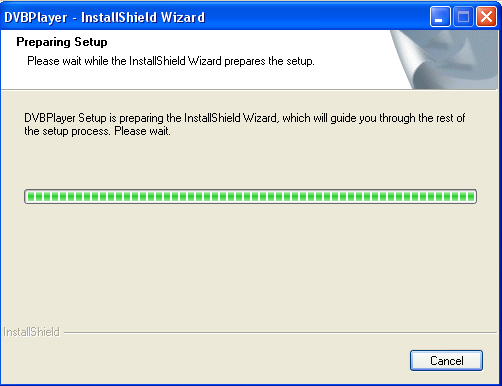 DVBPlayer - InstallShield Wizard
Preparing Setup
Please wait while the InstallShield Wizard prepares the setup.
DVBPlayer Setup is preparing the InstallShield Wizard, which will guide you through the rest of
the setup process. Please wait.
InstallShield
Cancel